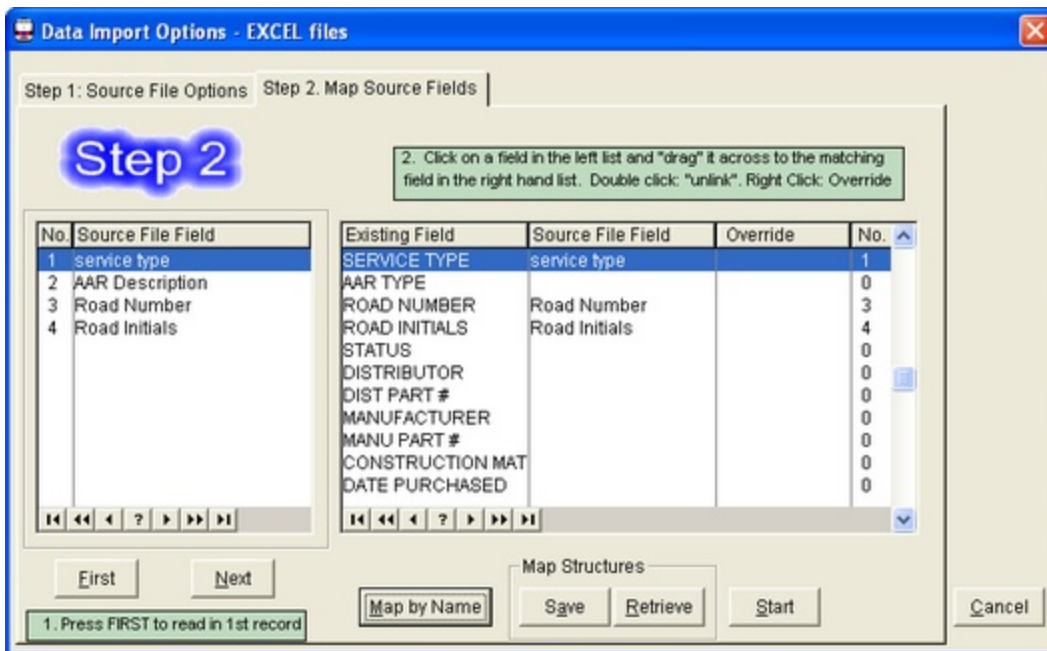 Data Import Options - EXCEL files
Step 1: Source File Options Step 2. Map Source Fields
Step 2
2. Click on a field in the left list and "drag" it across to the matching
field in the right hand list. Double click: "unlink". Right Click: Override
No. Source File Field
1 service type
2 AAR Description
3 Road Number
4 Road Initials
Existing Field Source File Field Override No.
SERVICE TYPE service type 1
AAR TYPE 0
ROAD NUMBER Road Number 3
ROAD INITIALS Road Initials 4
STATUS 0
DISTRIBUTOR 0
DIST PART # 0
MANUFACTURER 0
MANU PART # 0
CONSTRUCTION MAT 0
DATE PURCHASED 0
?
?
First Next
1. Press FIRST to read in 1st record
Map by Name
Map Structures
Save Retrieve
Start
Cancel